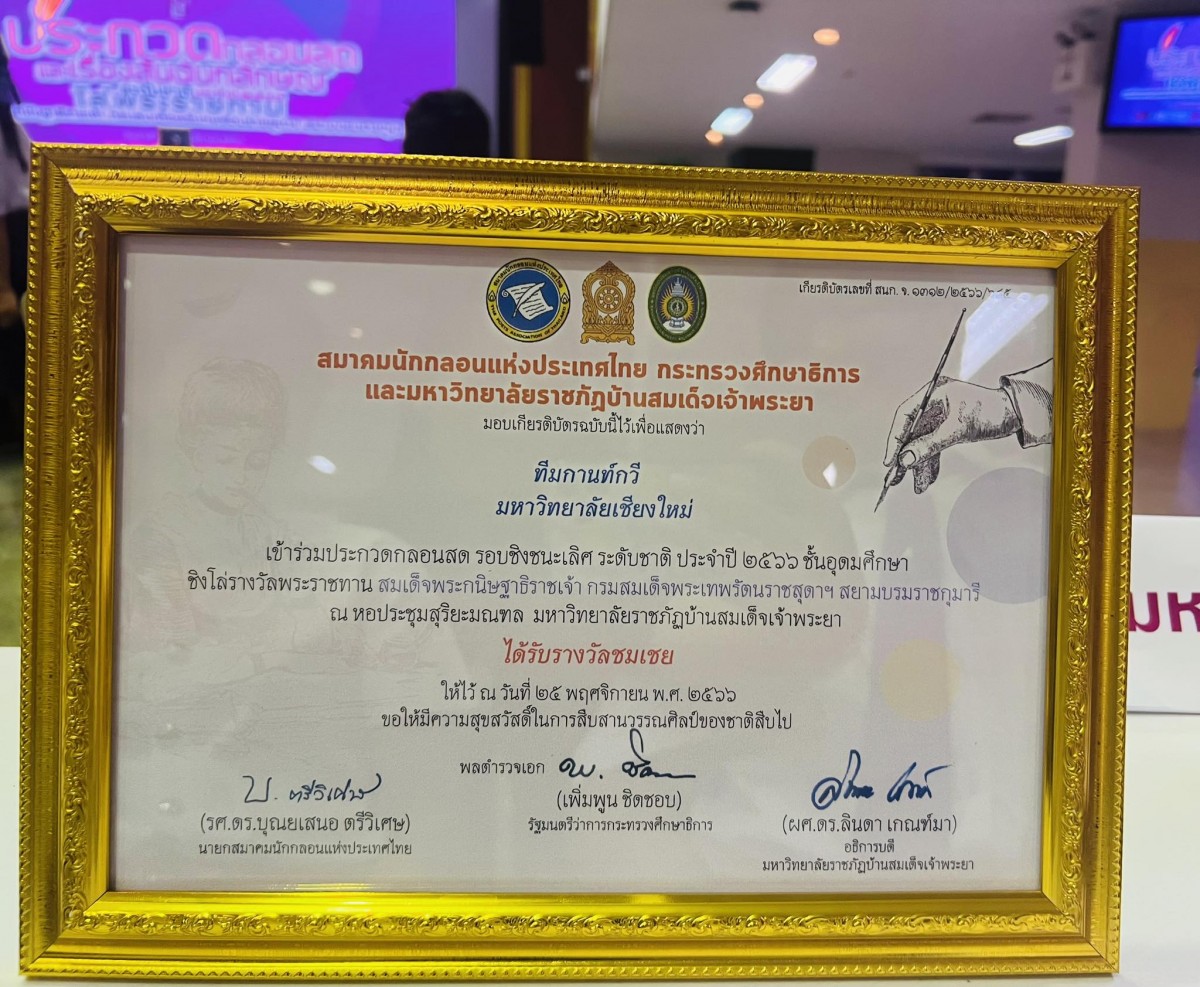 ประกวดกลอนสด
เกียรติบัตรเลขที่ สนก. จ. ๑๓๑๒/๒๕๖๖/
สมาคมนักกลอนแห่งประเทศไทย กระทรวงศึกษาธิการ
และมหาวิทยาลัยราชภัฏบ้านสมเด็จเจ้าพระยา
มอบเกียรติบัตรฉบับนี้ไว้เพื่อแสดงว่า
ทีมกานท์กวี
มหาวิทยาลัยเชียงใหม่
เข้าร่วมประกวดกลอนสด รอบชิงชนะเลิศ ระดับชาติ ประจำปี ๒๕๖๖ ชั้นอุดมศึกษา
ชิงโล่รางวัลพระราชทาน สมเด็จพระกนิษฐาธิราชเจ้า กรมสมเด็จพระเทพรัตนราชสุดาฯ สยามบรมราชกุมารี
ณ หอประชุมสุริยะมณฑล มหาวิทยาลัยราชภัฏบ้านสมเด็จเจ้าพระยา
มห
ได้รับรางวัลชมเชย
ให้ไว้ ณ วันที่ ๒๕ พฤศจิกายน พ.ศ. ๒๕๖๖
ขอให้มีความสุขสวัสดิ์ในการสืบสานวรรณศิลป์ของชาติสืบไป
บ. ตรีวิเศษ
(รศ.ดร.บุณยเสนอ ตรีวิเศษ)
นายกสมาคมนักกลอนแห่งประเทศไทย
พลตำรวจเอก
(เพิ่มพูน ชิดชอบ)
รัฐมนตรีว่าการกระทรวงศึกษาธิการ
(ผศ.ดร.ลินดา เกณฑ์มา)
อธิการบดี
มหาวิทยาลัยราชภัฏบ้านสมเด็จเจ้าพระยา